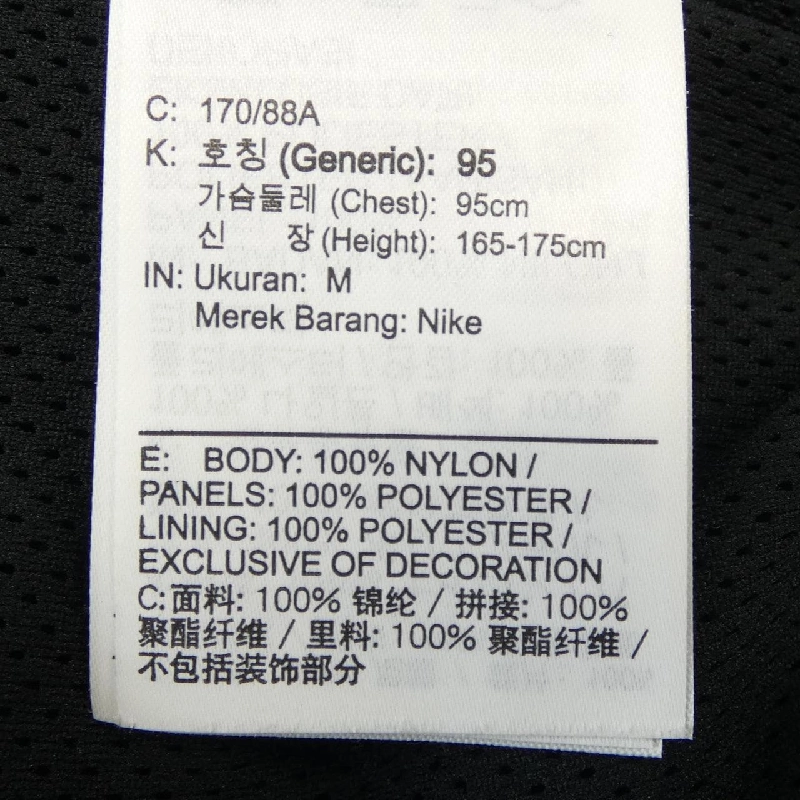 C: 170/88A
K: 호칭 (Generic): 95
가슴둘레 (Chest): 95cm
신 장 (Height): 165-175cm
IN: Ukuran: M
Merek Barang: Nike
E: BODY: 100% NYLON /
PANELS: 100% POLYESTER /
LINING: 100% POLYESTER /
EXCLUSIVE OF DECORATION
C: 面料: 100% 锦纶 / 拼接: 100%
聚酯纤维 / 里料: 100% 聚酯纤维 /
不包括装饰部分